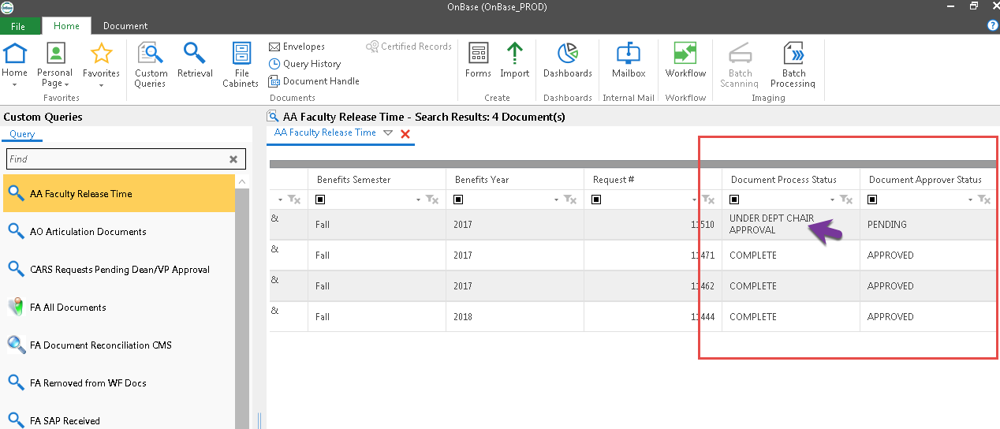 OnBase
OnBase (OnBase_PROD)
File Home Document
Home Personal Page Favorites
Favorites
Custom Queries Retrieval File Cabinets
Envelopes
Query History
Document Handle
Certified Records
Documents
Forms Import
Create
Dashboards
Dashboards
Mailbox
Internal Mail
Workflow
Workflow
Batch Scanning Batch Processing
Imaging
Custom Queries
Query
Find
AA Faculty Release Time
AO Articulation Documents
CARS Requests Pending Dean/VP Approval
FA All Documents
FA Document Reconciliation CMS
FA Removed from WF Docs
FA SAP Received
AA Faculty Release Time - Search Results: 4 Document(s)
AA Faculty Release Time
Benefits Semester Benefits Year Request # Document Process Status Document Approver Status
& Fall 2017 UNDER DEPT CHAIR APPROVAL PENDING
& Fall 2017 COMPLETE APPROVED
& Fall 2017 COMPLETE APPROVED
& Fall 2018 COMPLETE APPROVED